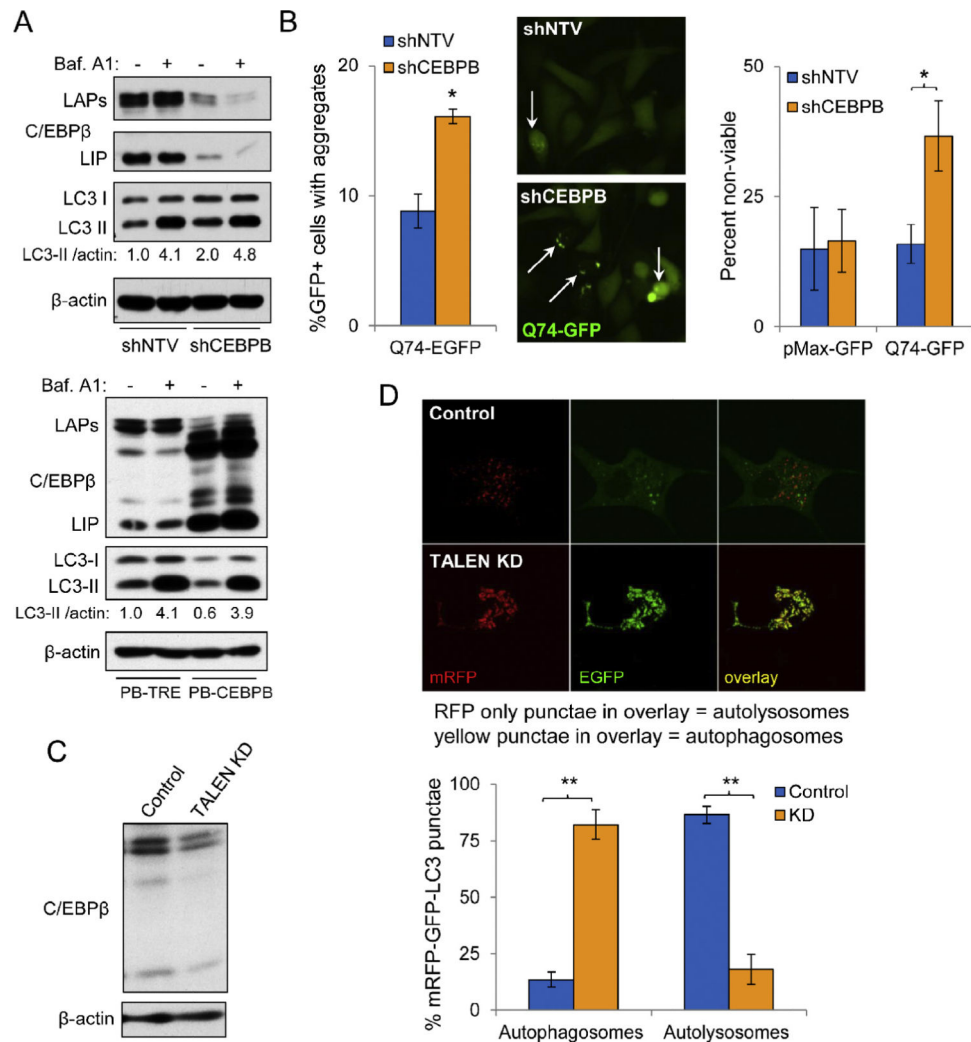 A
Baf. A1: - + - +
LAPs
C/EBPβ
LIP
LC3 I
LC3 II
LC3-II /actin: 1.0 4.1 2.0 4.8
β-actin
shNTV shCEBPB
Baf. A1: - + - +
LAPs
C/EBPβ
LIP
LC3-I
LC3-II
LC3-II /actin: 1.0 4.1 0.6 3.9
β-actin
PB-TRE PB-CEBPB
B
shNTV
shCEBPB
%GFP+ cells with aggregates
20
10
0
*
Q74-EGFP
shNTV
shCEBPB
Q74-GFP
shNTV
shCEBPB
Percent non-viable
50
25
0
*
pMax-GFP Q74-GFP
C
Control TALEN KD
C/EBPβ
β-actin
D
Control
TALEN KD
mRFP EGFP overlay
RFP only punctae in overlay = autolysosomes
yellow punctae in overlay = autophagosomes
% mRFP-GFP-LC3 punctae
100
75
50
25
0
** **
Control
KD
Autophagosomes Autolysosomes